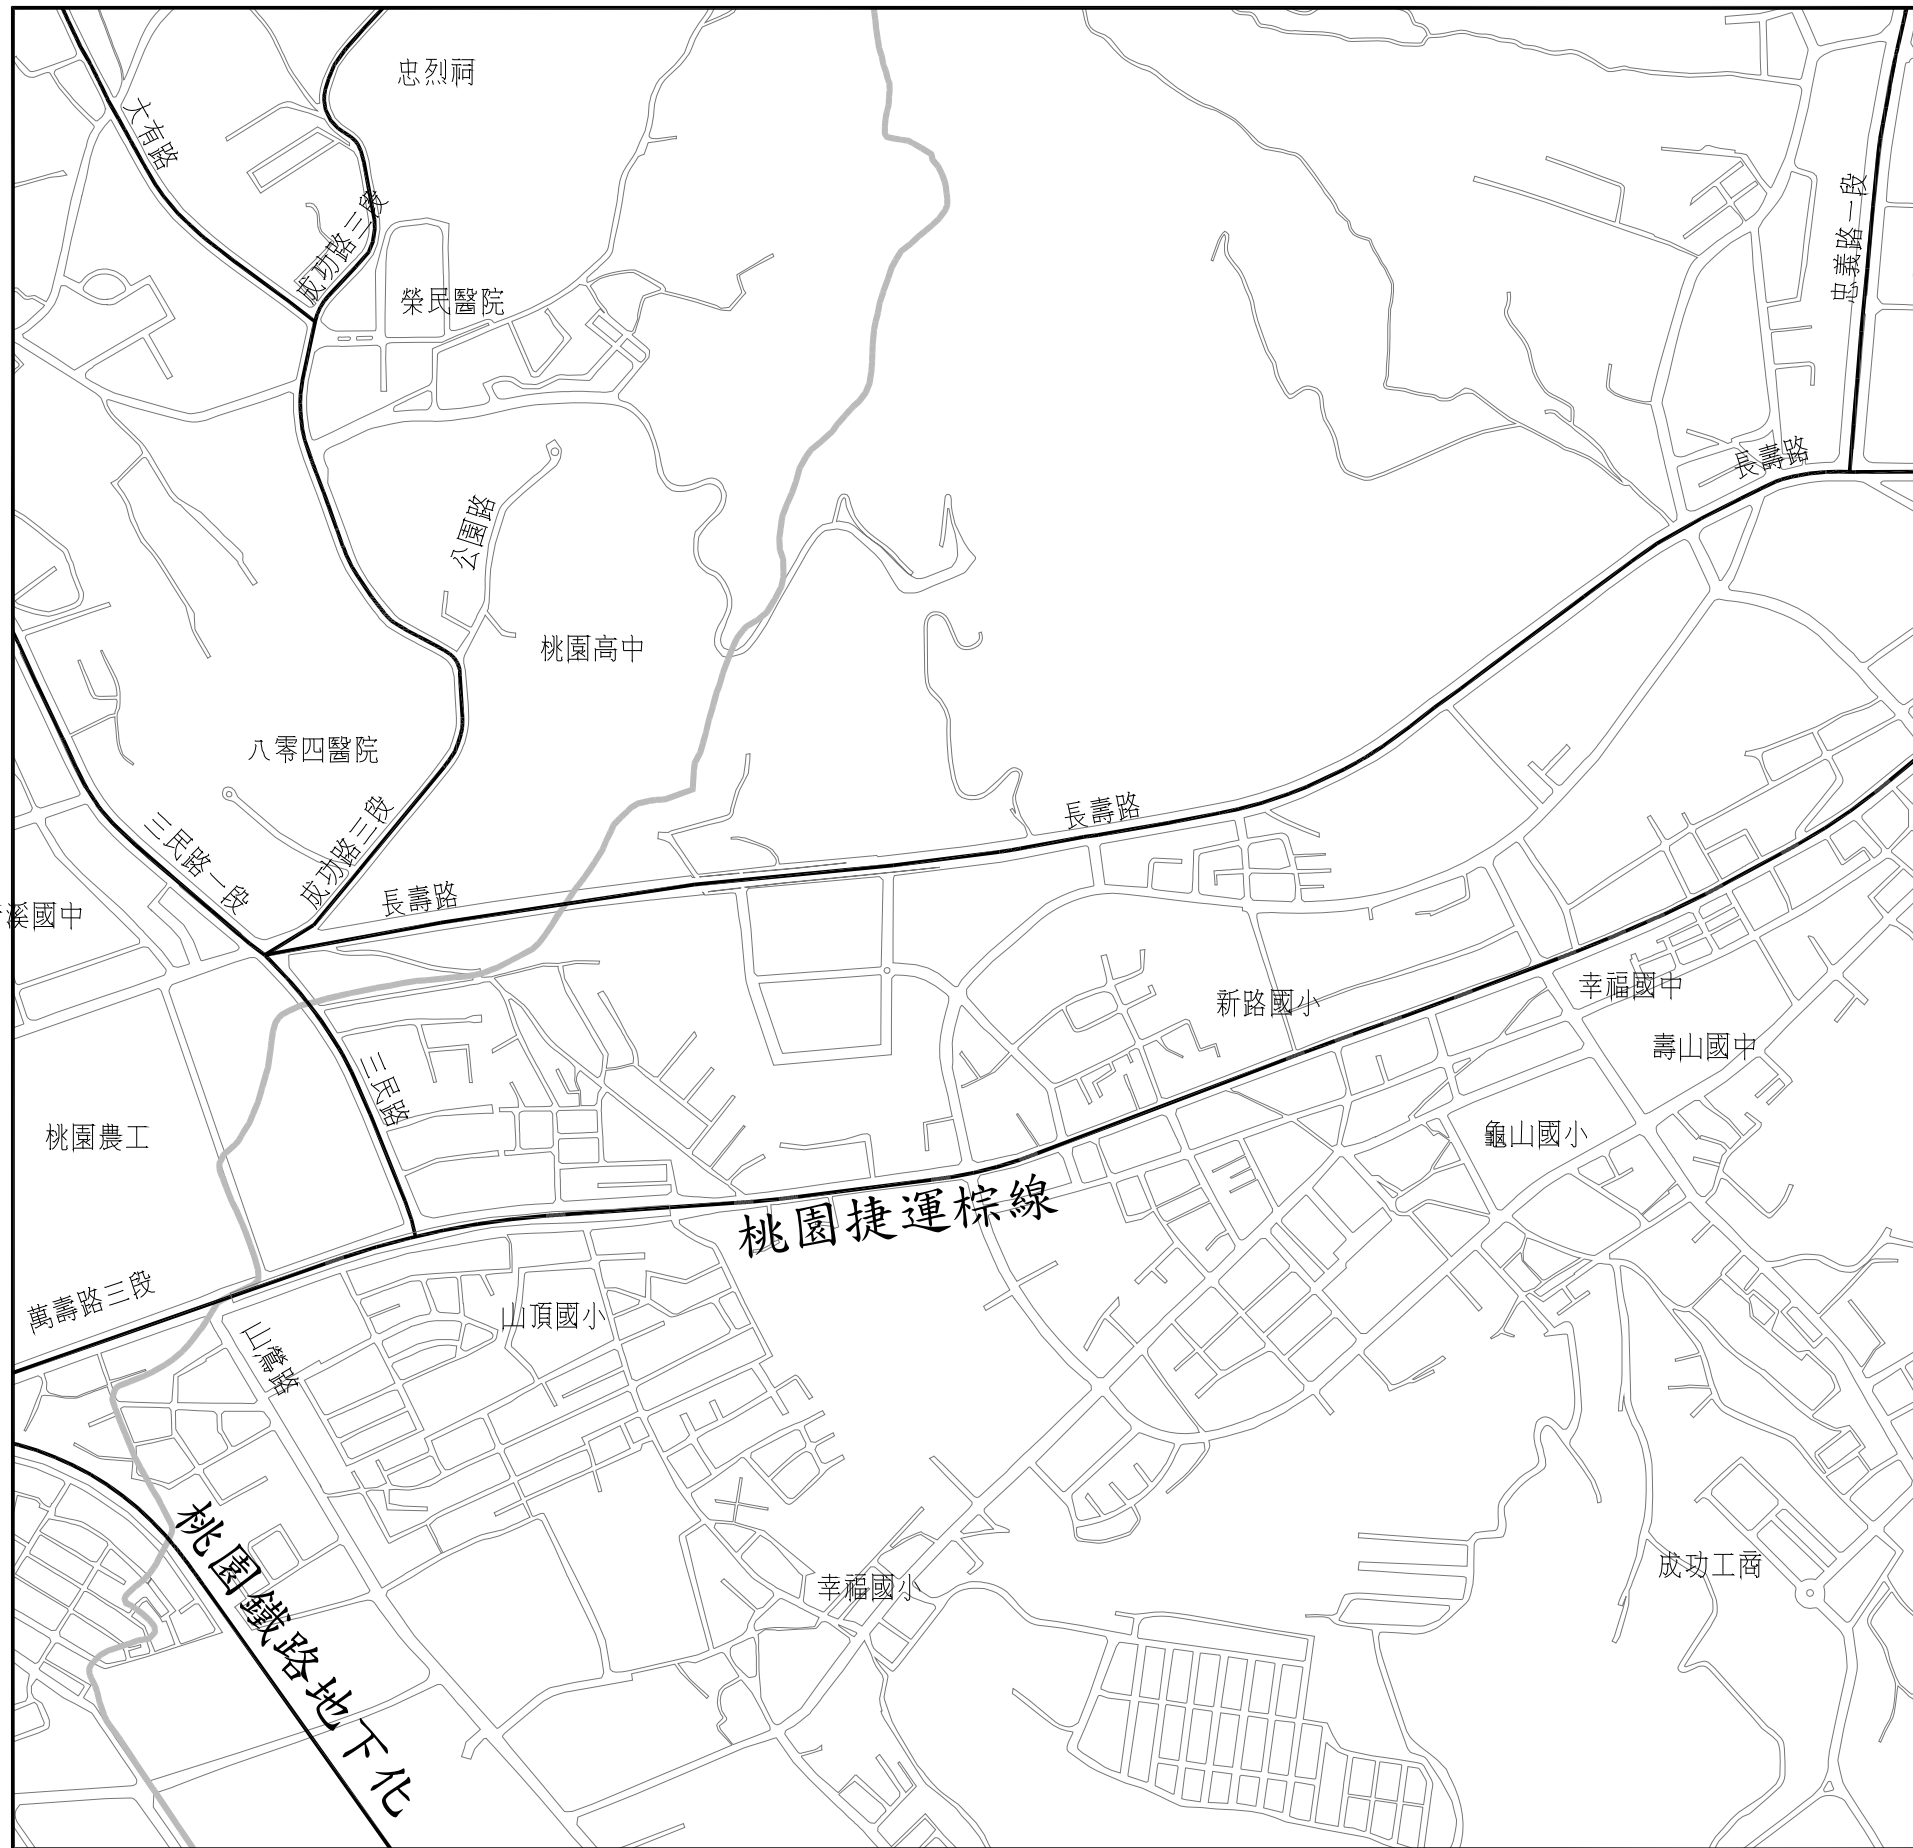 忠烈祠
大有路
忠義路一段
成功路三段
榮民醫院
長壽路
公園路
桃園高中
八零四醫院
長壽路
三民路一段
成功路三段
長壽路
溪國中
幸福國中
新路國小
壽山國中
三民路
桃園農工
龜山國小
桃園捷運棕線
萬壽路三段
山頂國小
山鶯路
桃園鐵路地下化
成功工商
幸福國小